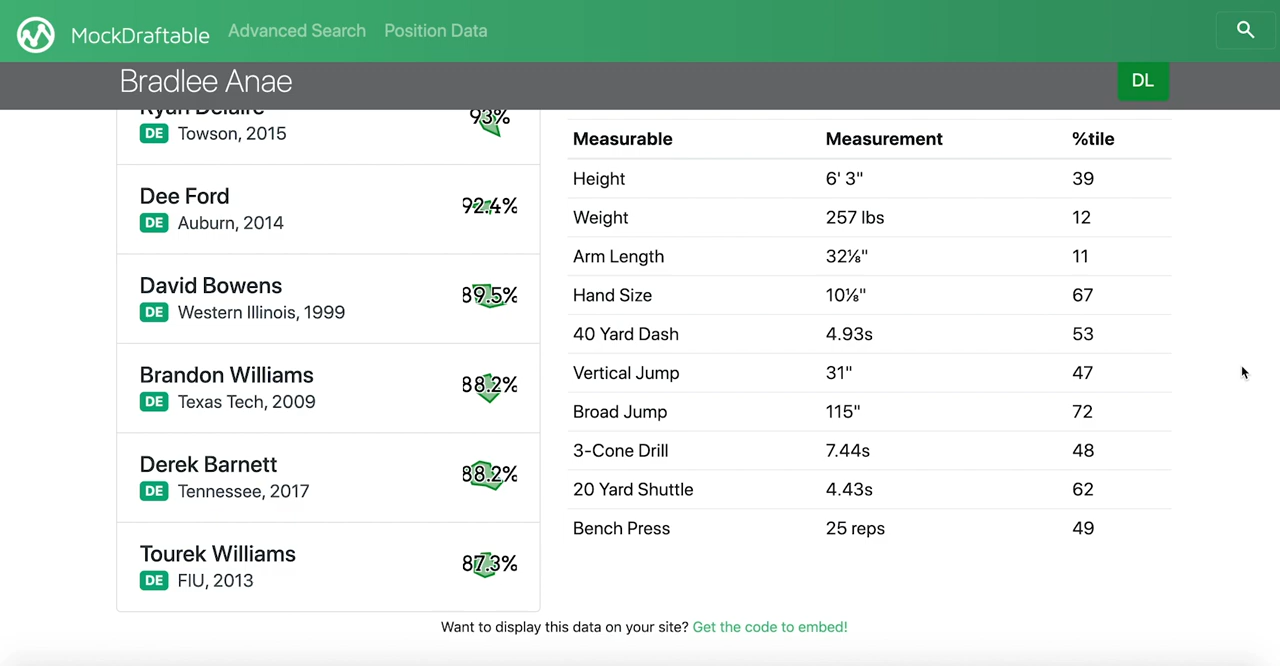 MockDraftable Advanced Search Position Data
Bradlee Anae
DL
Ryan Delaire
DE Towson, 2015
93%
Dee Ford
DE Auburn, 2014
92.4%
David Bowens
DE Western Illinois, 1999
89.5%
Brandon Williams
DE Texas Tech, 2009
88.2%
Derek Barnett
DE Tennessee, 2017
88.2%
Tourek Williams
DE FIU, 2013
87.3%
Measurable Measurement %tile
Height 6' 3" 39
Weight 257 lbs 12
Arm Length 32⅛" 11
Hand Size 10⅛" 67
40 Yard Dash 4.93s 53
Vertical Jump 31" 47
Broad Jump 115" 72
3-Cone Drill 7.44s 48
20 Yard Shuttle 4.43s 62
Bench Press 25 reps 49
Want to display this data on your site? Get the code to embed!